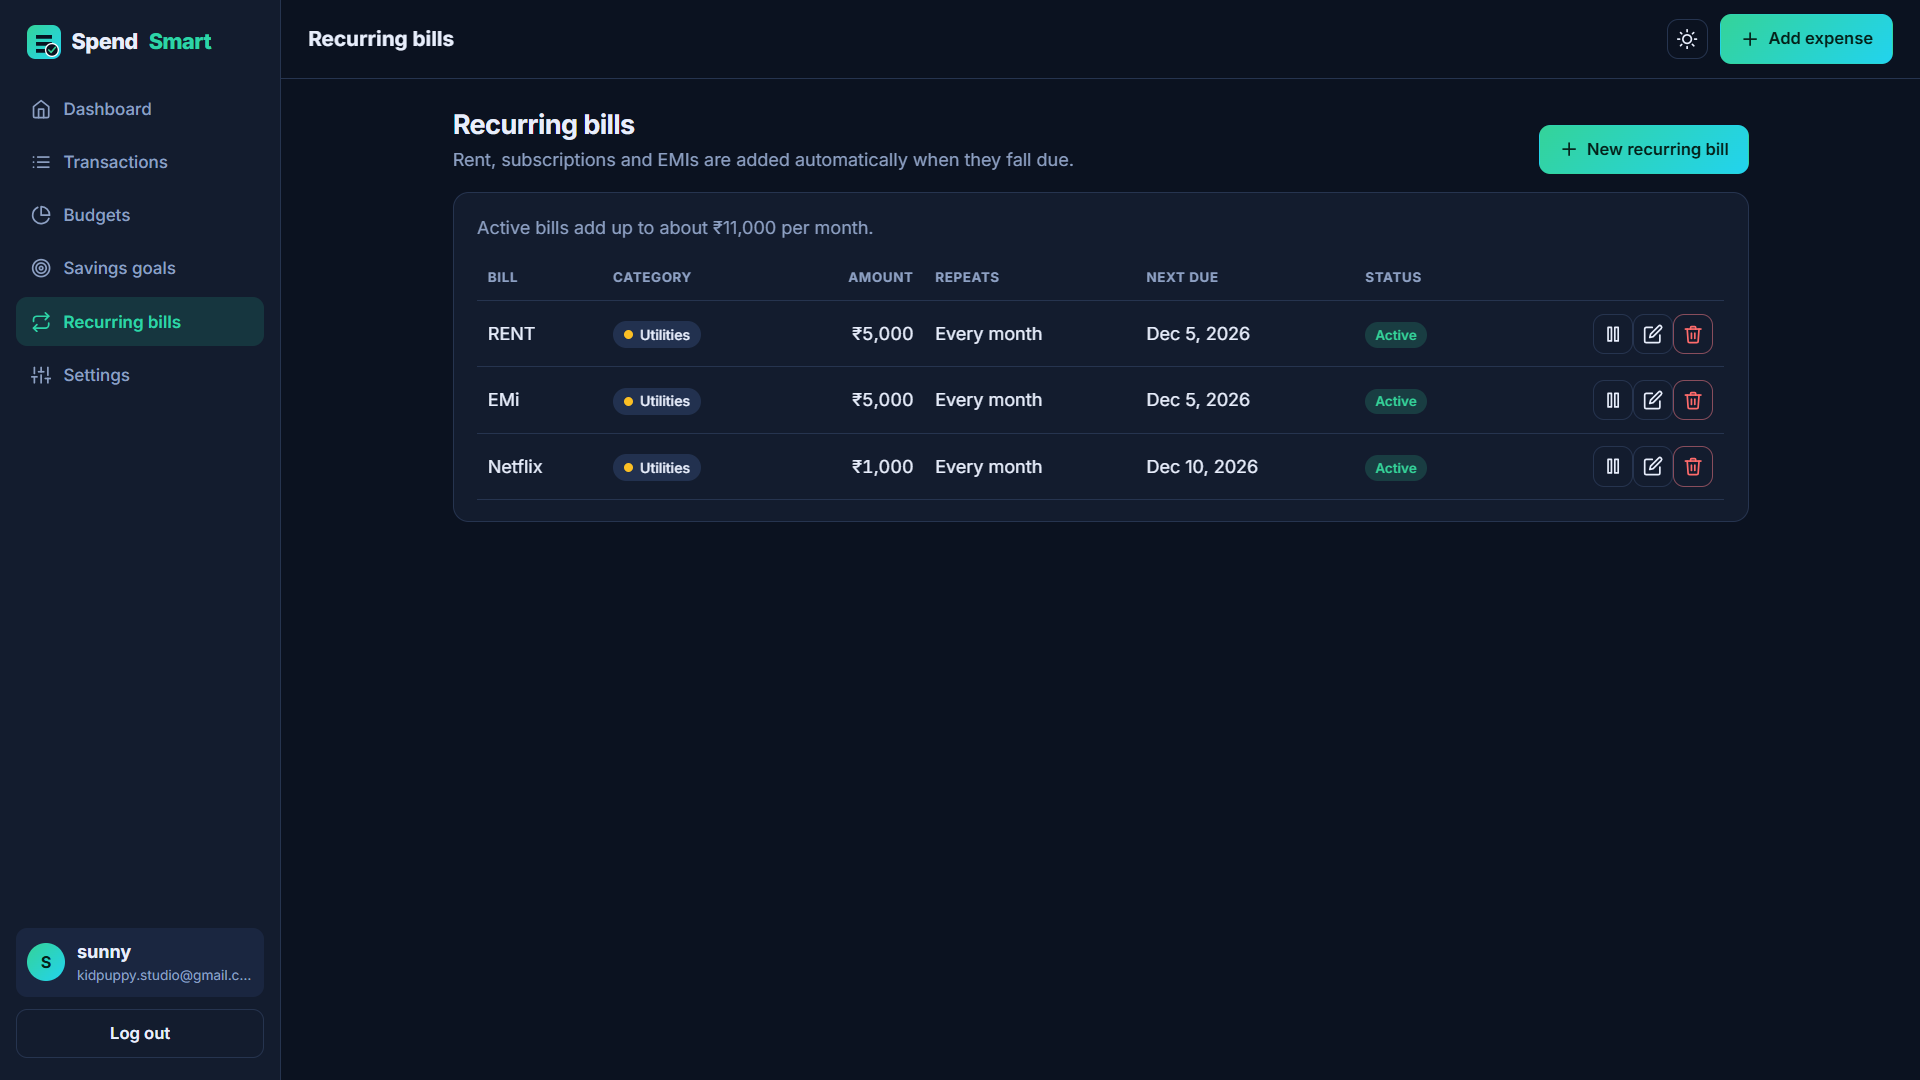 Spend Smart
Dashboard
Transactions
Budgets
Savings goals
Recurring bills
Settings
sunny
S
kidpuppy.studio@gmail.c...
Log out
Recurring bills
Add expense
Recurring bills
Rent, subscriptions and EMIs are added automatically when they fall due.
New recurring bill
Active bills add up to about ₹11,000 per month.
BILL CATEGORY AMOUNT REPEATS NEXT DUE STATUS
RENT Utilities ₹5,000 Every month Dec 5, 2026 Active
EMi Utilities ₹5,000 Every month Dec 5, 2026 Active
Netflix Utilities ₹1,000 Every month Dec 10, 2026 Active